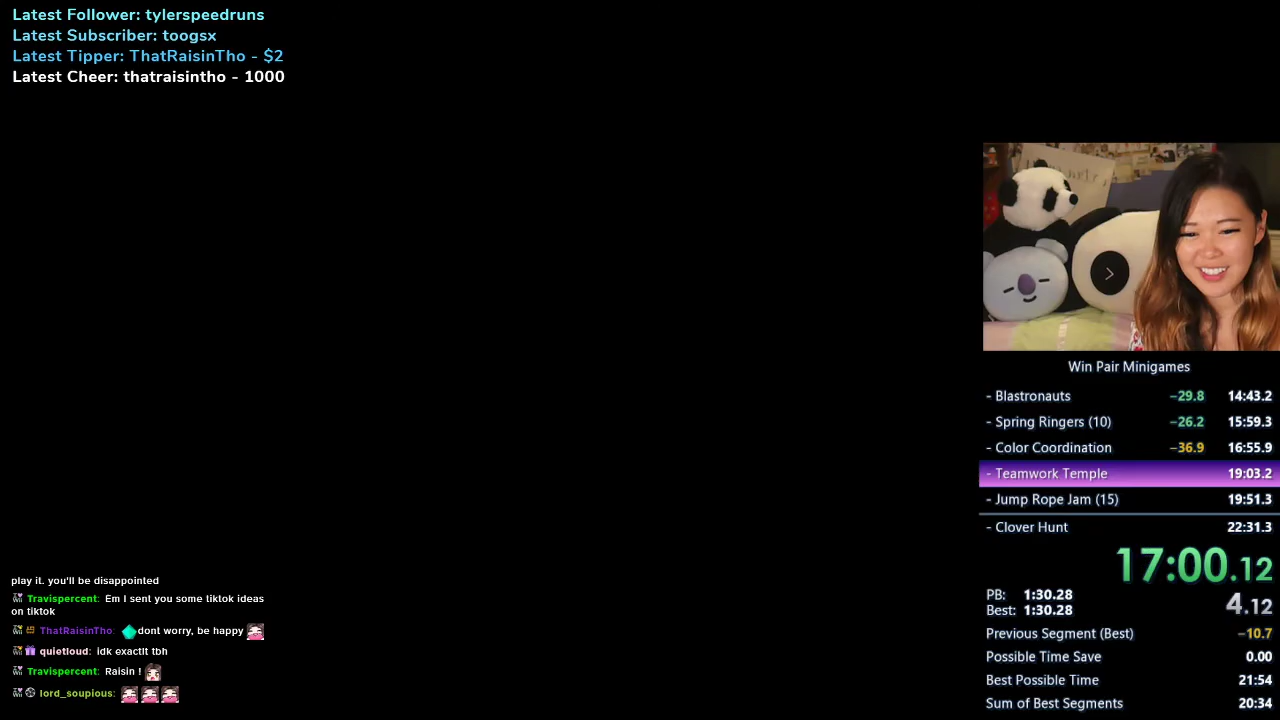 Latest Follower: tylerspeedruns
Latest Subscriber: toogsx
Latest Tipper: ThatRaisinTho - $2
Latest Cheer: thatraisintho - 1000
Win Pair Minigames
- Blastronauts −29.8 14:43.2
- Spring Ringers (10) −26.2 15:59.3
- Color Coordination −36.9 16:55.9
- Teamwork Temple 19:03.2
- Jump Rope Jam (15) 19:51.3
- Clover Hunt 22:31.3
17:00.12
PB: 1:30.28
Best: 1:30.28
4.12
Previous Segment (Best) −10.7
Possible Time Save 0.00
Best Possible Time 21:54
Sum of Best Segments 20:34
play it. you'll be disappointed
Travispercent: Em I sent you some tiktok ideas
on tiktok
ThatRaisinTho: dont worry, be happy
quietloud: idk exactlt tbh
Travispercent: Raisin !
lord_soupious: